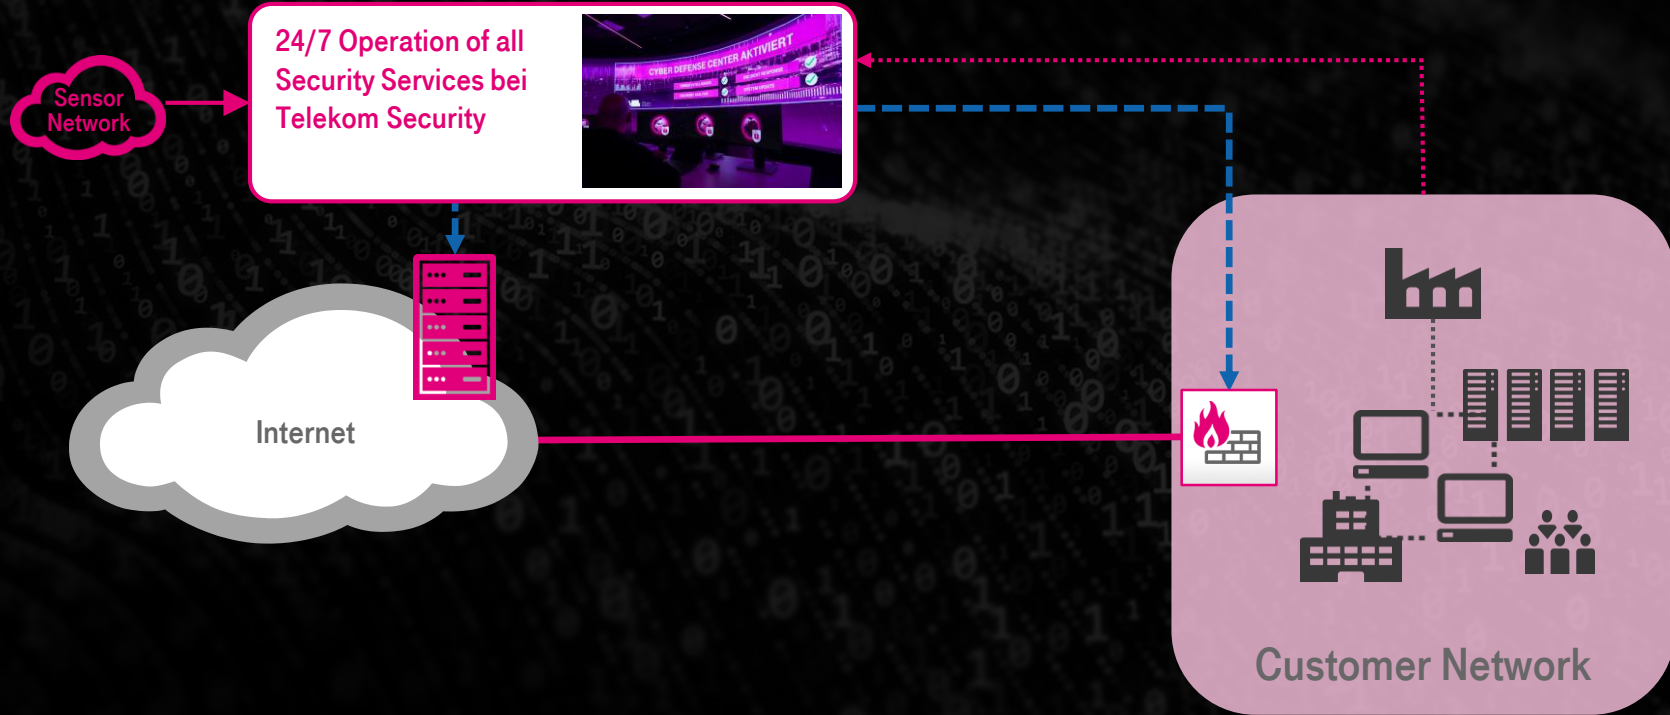 24/7 Operation of all
Security Services bei
Telekom Security
CYBER DEFENSE CENTER AKTIVIERT
Sensor
Network
Internet
Customer Network